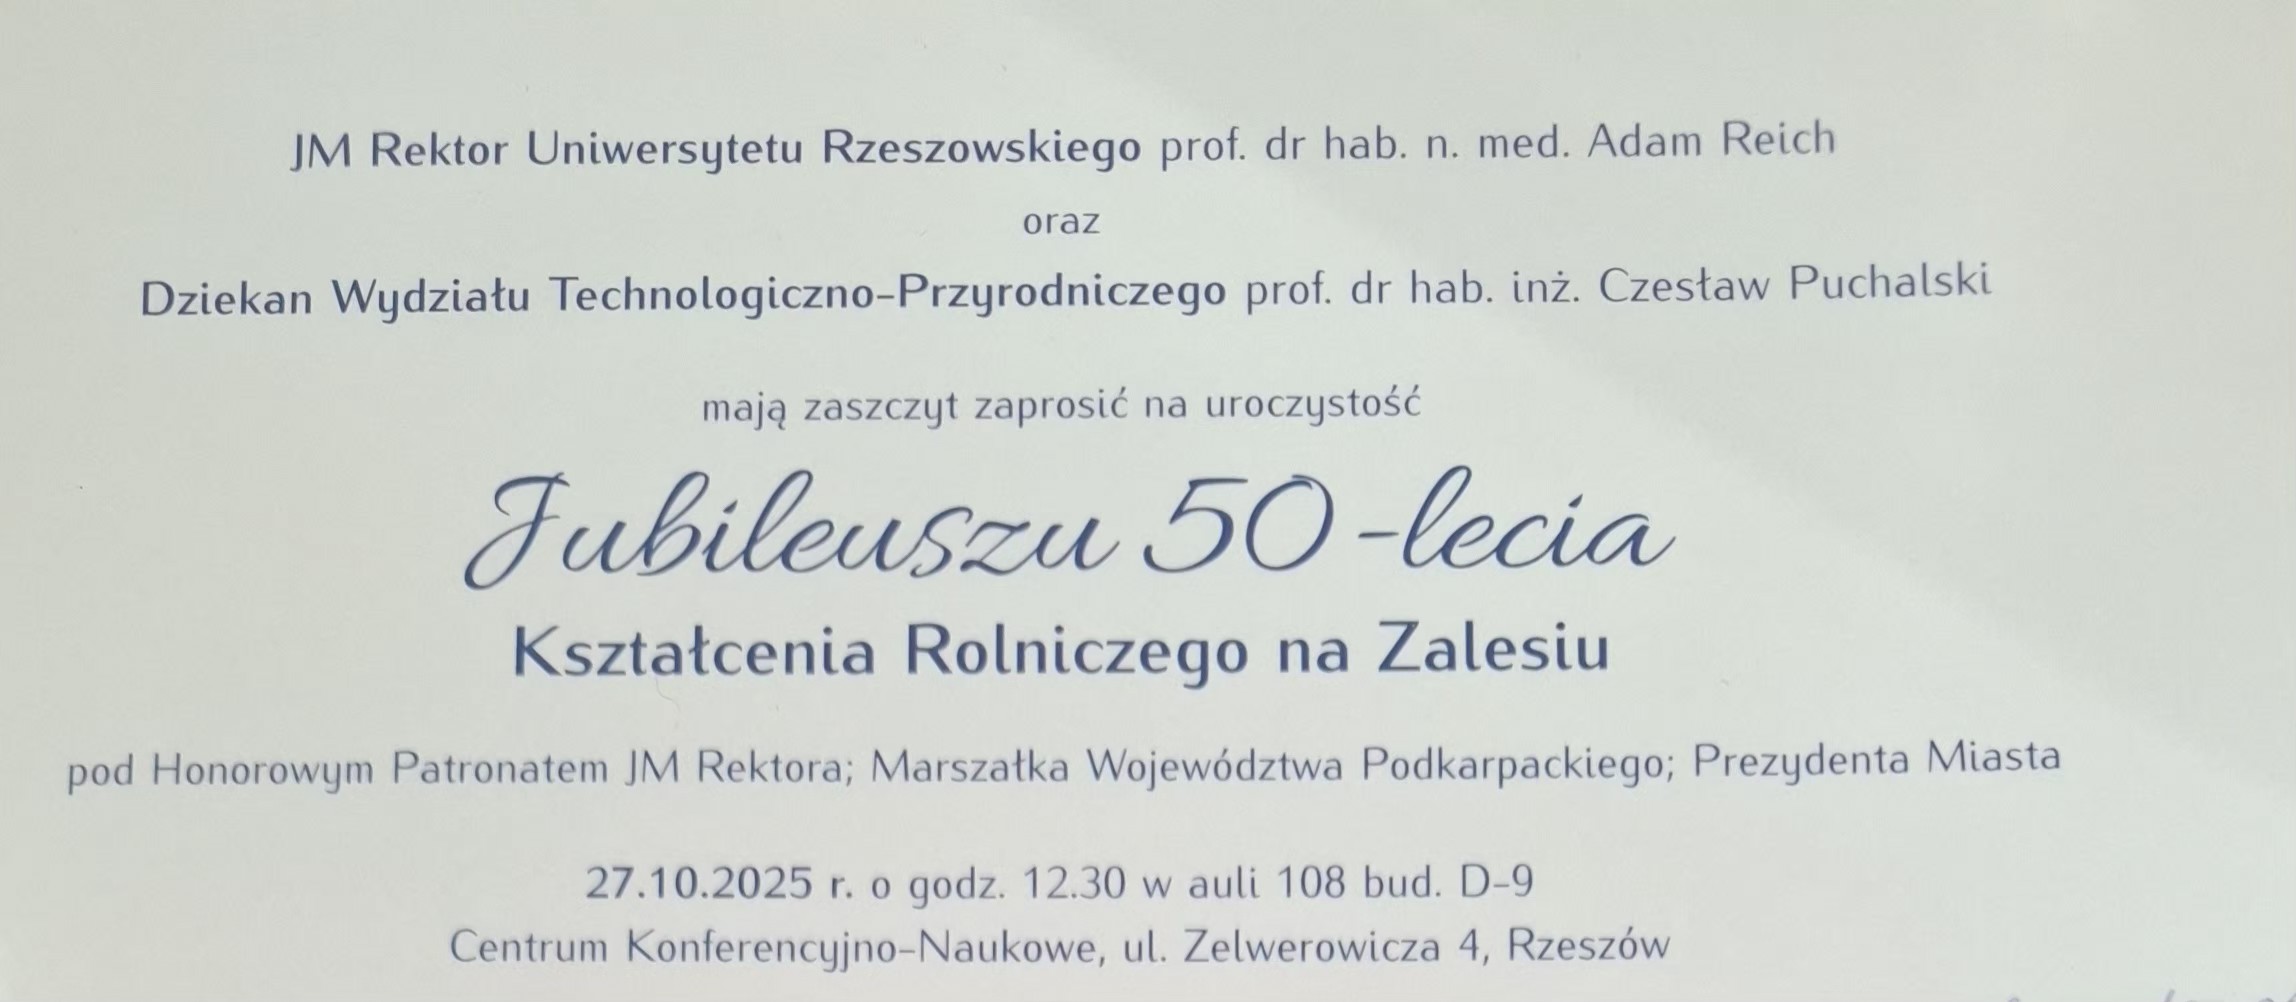 JM Rektor Uniwersytetu Rzeszowskiego prof. dr hab. n. med. Adam Reich
oraz
Dziekan Wydziału Technologiczno-Przyrodniczego prof. dr hab. inż. Czesław Puchalski
mają zaszczyt zaprosić na uroczystość
Jubileuszu 50-lecia
Kształcenia Rolniczego na Zalesiu
pod Honorowym Patronatem JM Rektora; Marszałka Województwa Podkarpackiego; Prezydenta Miasta
27.10.2025 r. o godz. 12.30 w auli 108 bud. D-9
Centrum Konferencyjno-Naukowe, ul. Zelwerowicza 4, Rzeszów